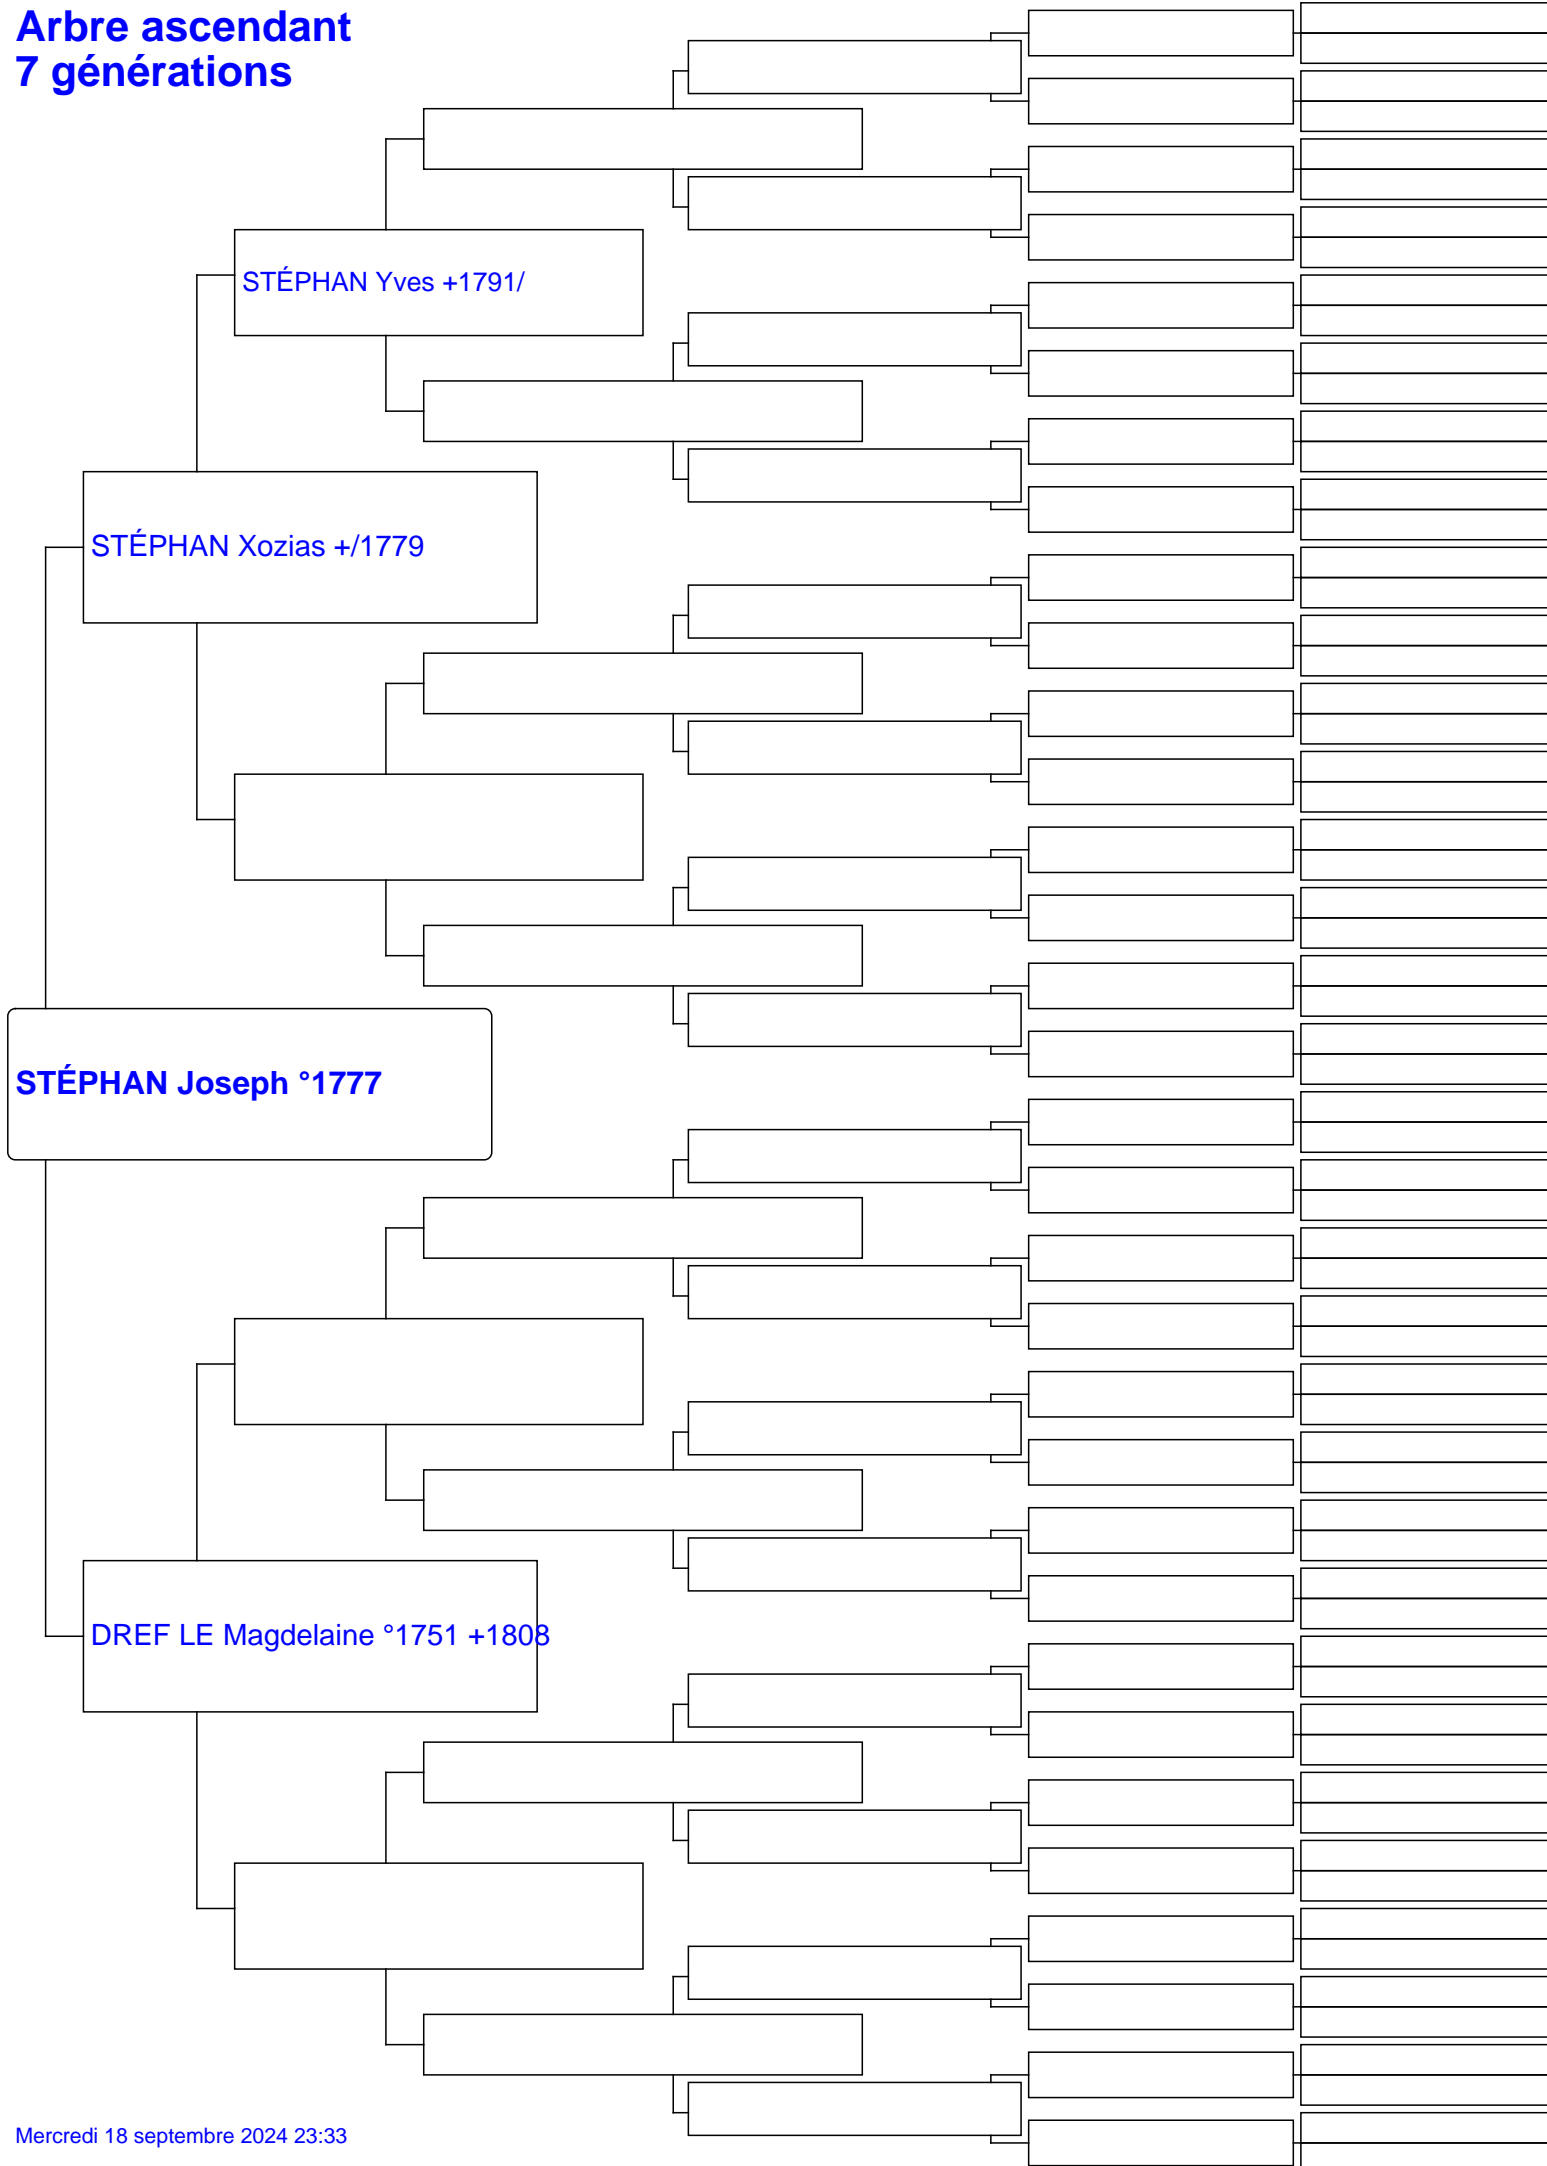 Arbre ascendant
7 générations
STÉPHAN Yves +1791/
STÉPHAN Xozias +/1779
STÉPHAN Joseph °1777
DREF LE Magdelaine °1751 +1808
Mercredi 18 septembre 2024 23:33